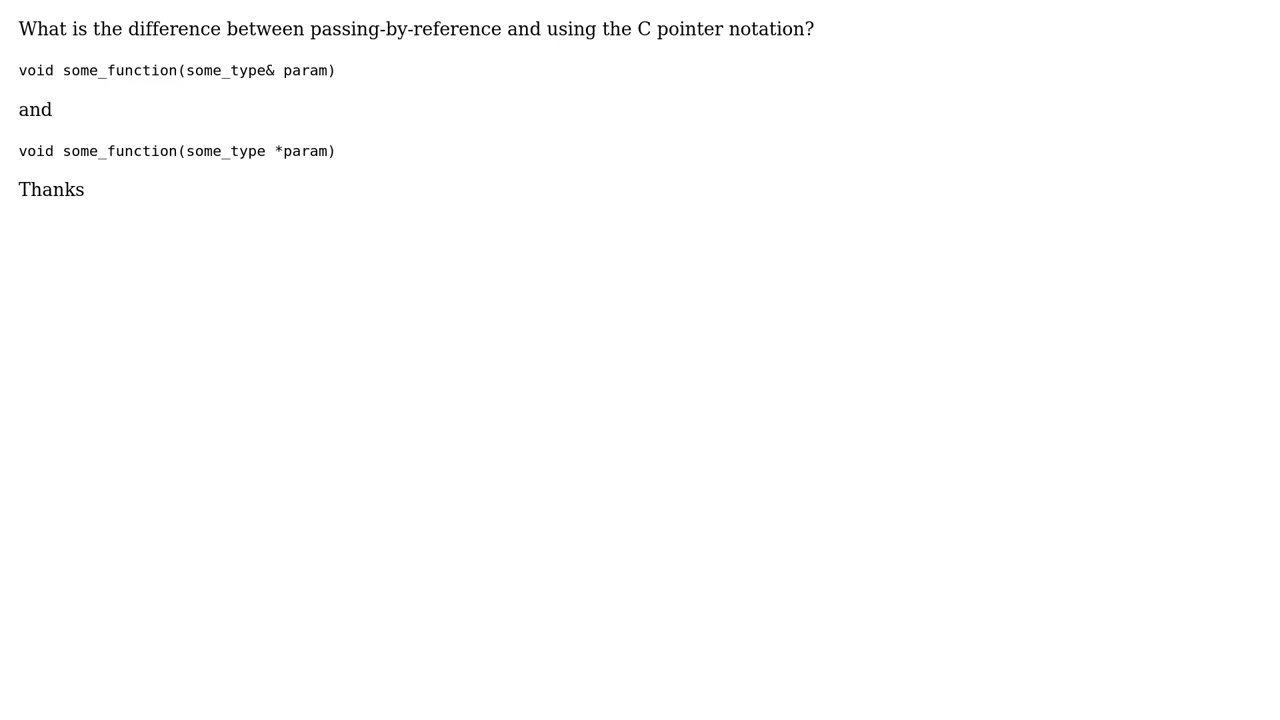 What is the difference between passing-by-reference and using the C pointer notation?
void some_function(some_type& param)
and
void some_function(some_type *param)
Thanks